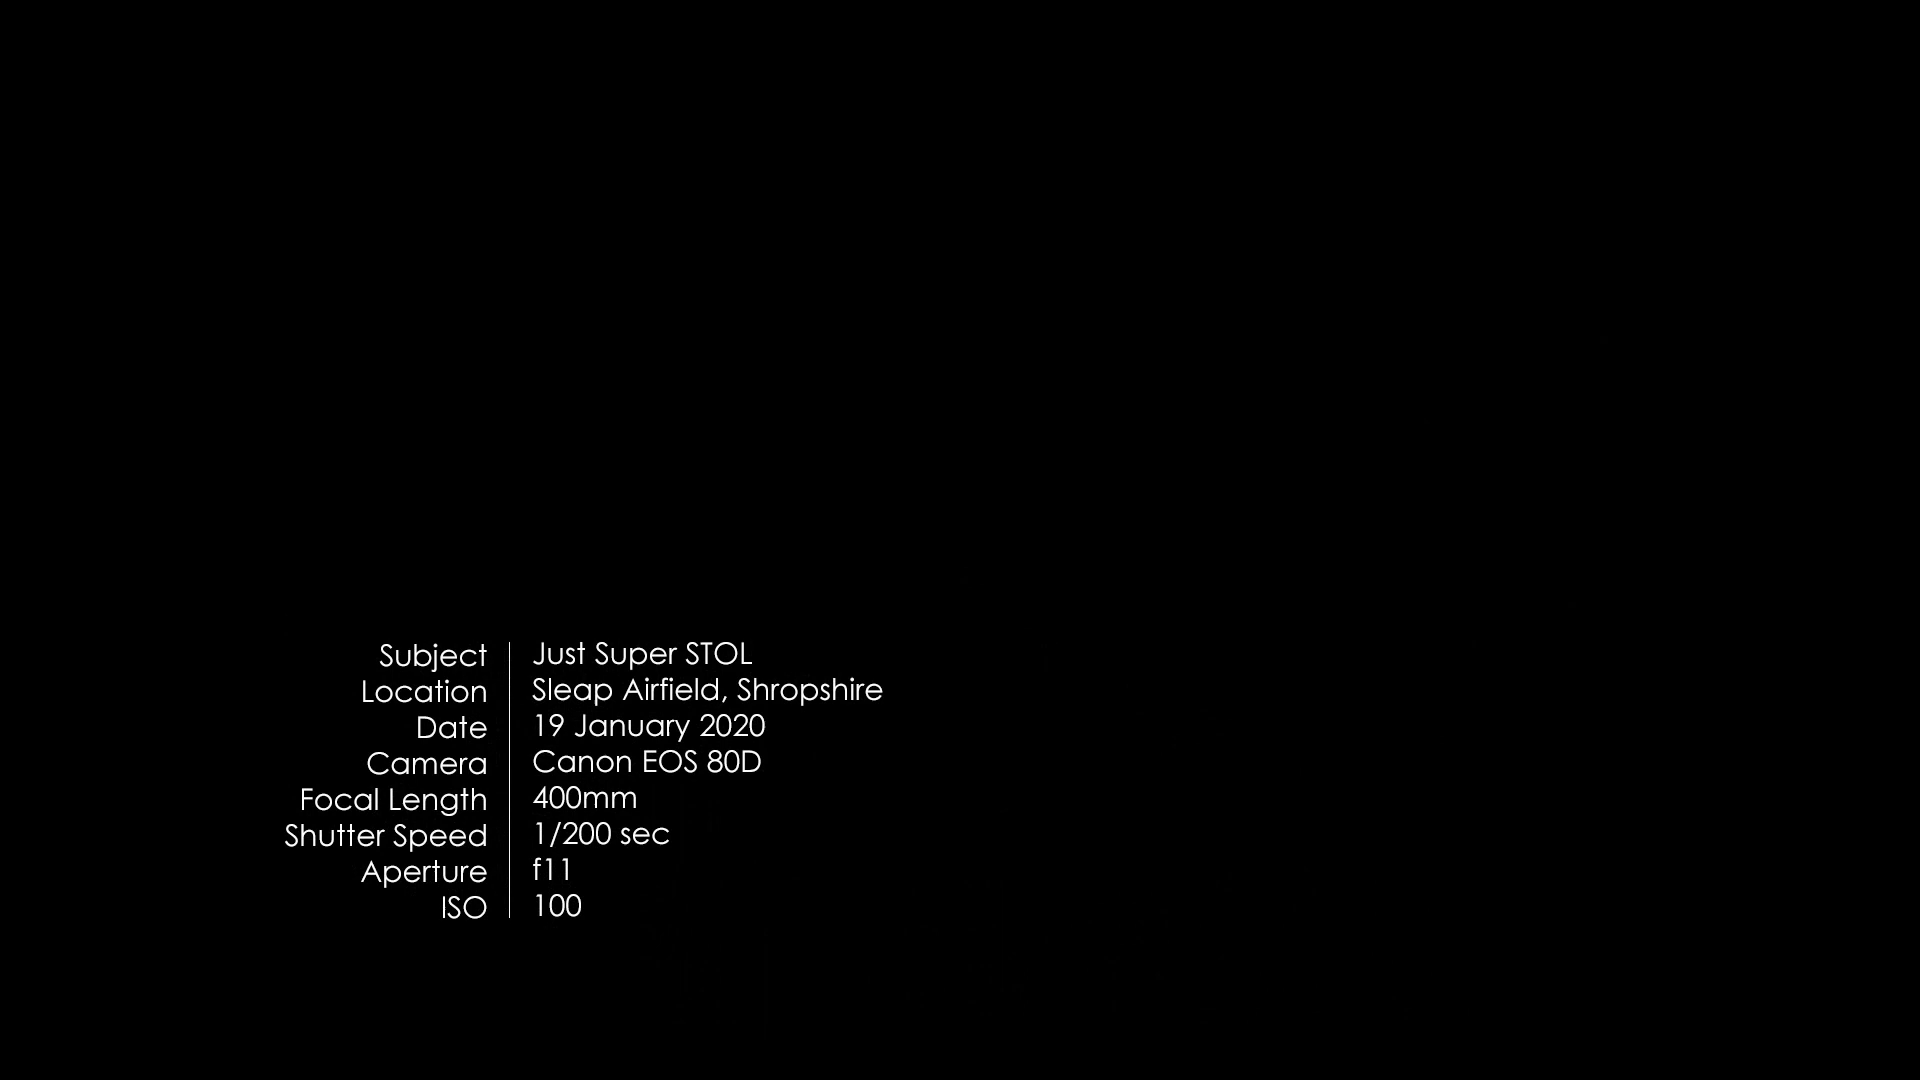 Subject Just Super STOL
Location Sleap Airfield, Shropshire
Date 19 January 2020
Camera Canon EOS 80D
Focal Length 400mm
Shutter Speed 1/200 sec
Aperture f11
ISO 100